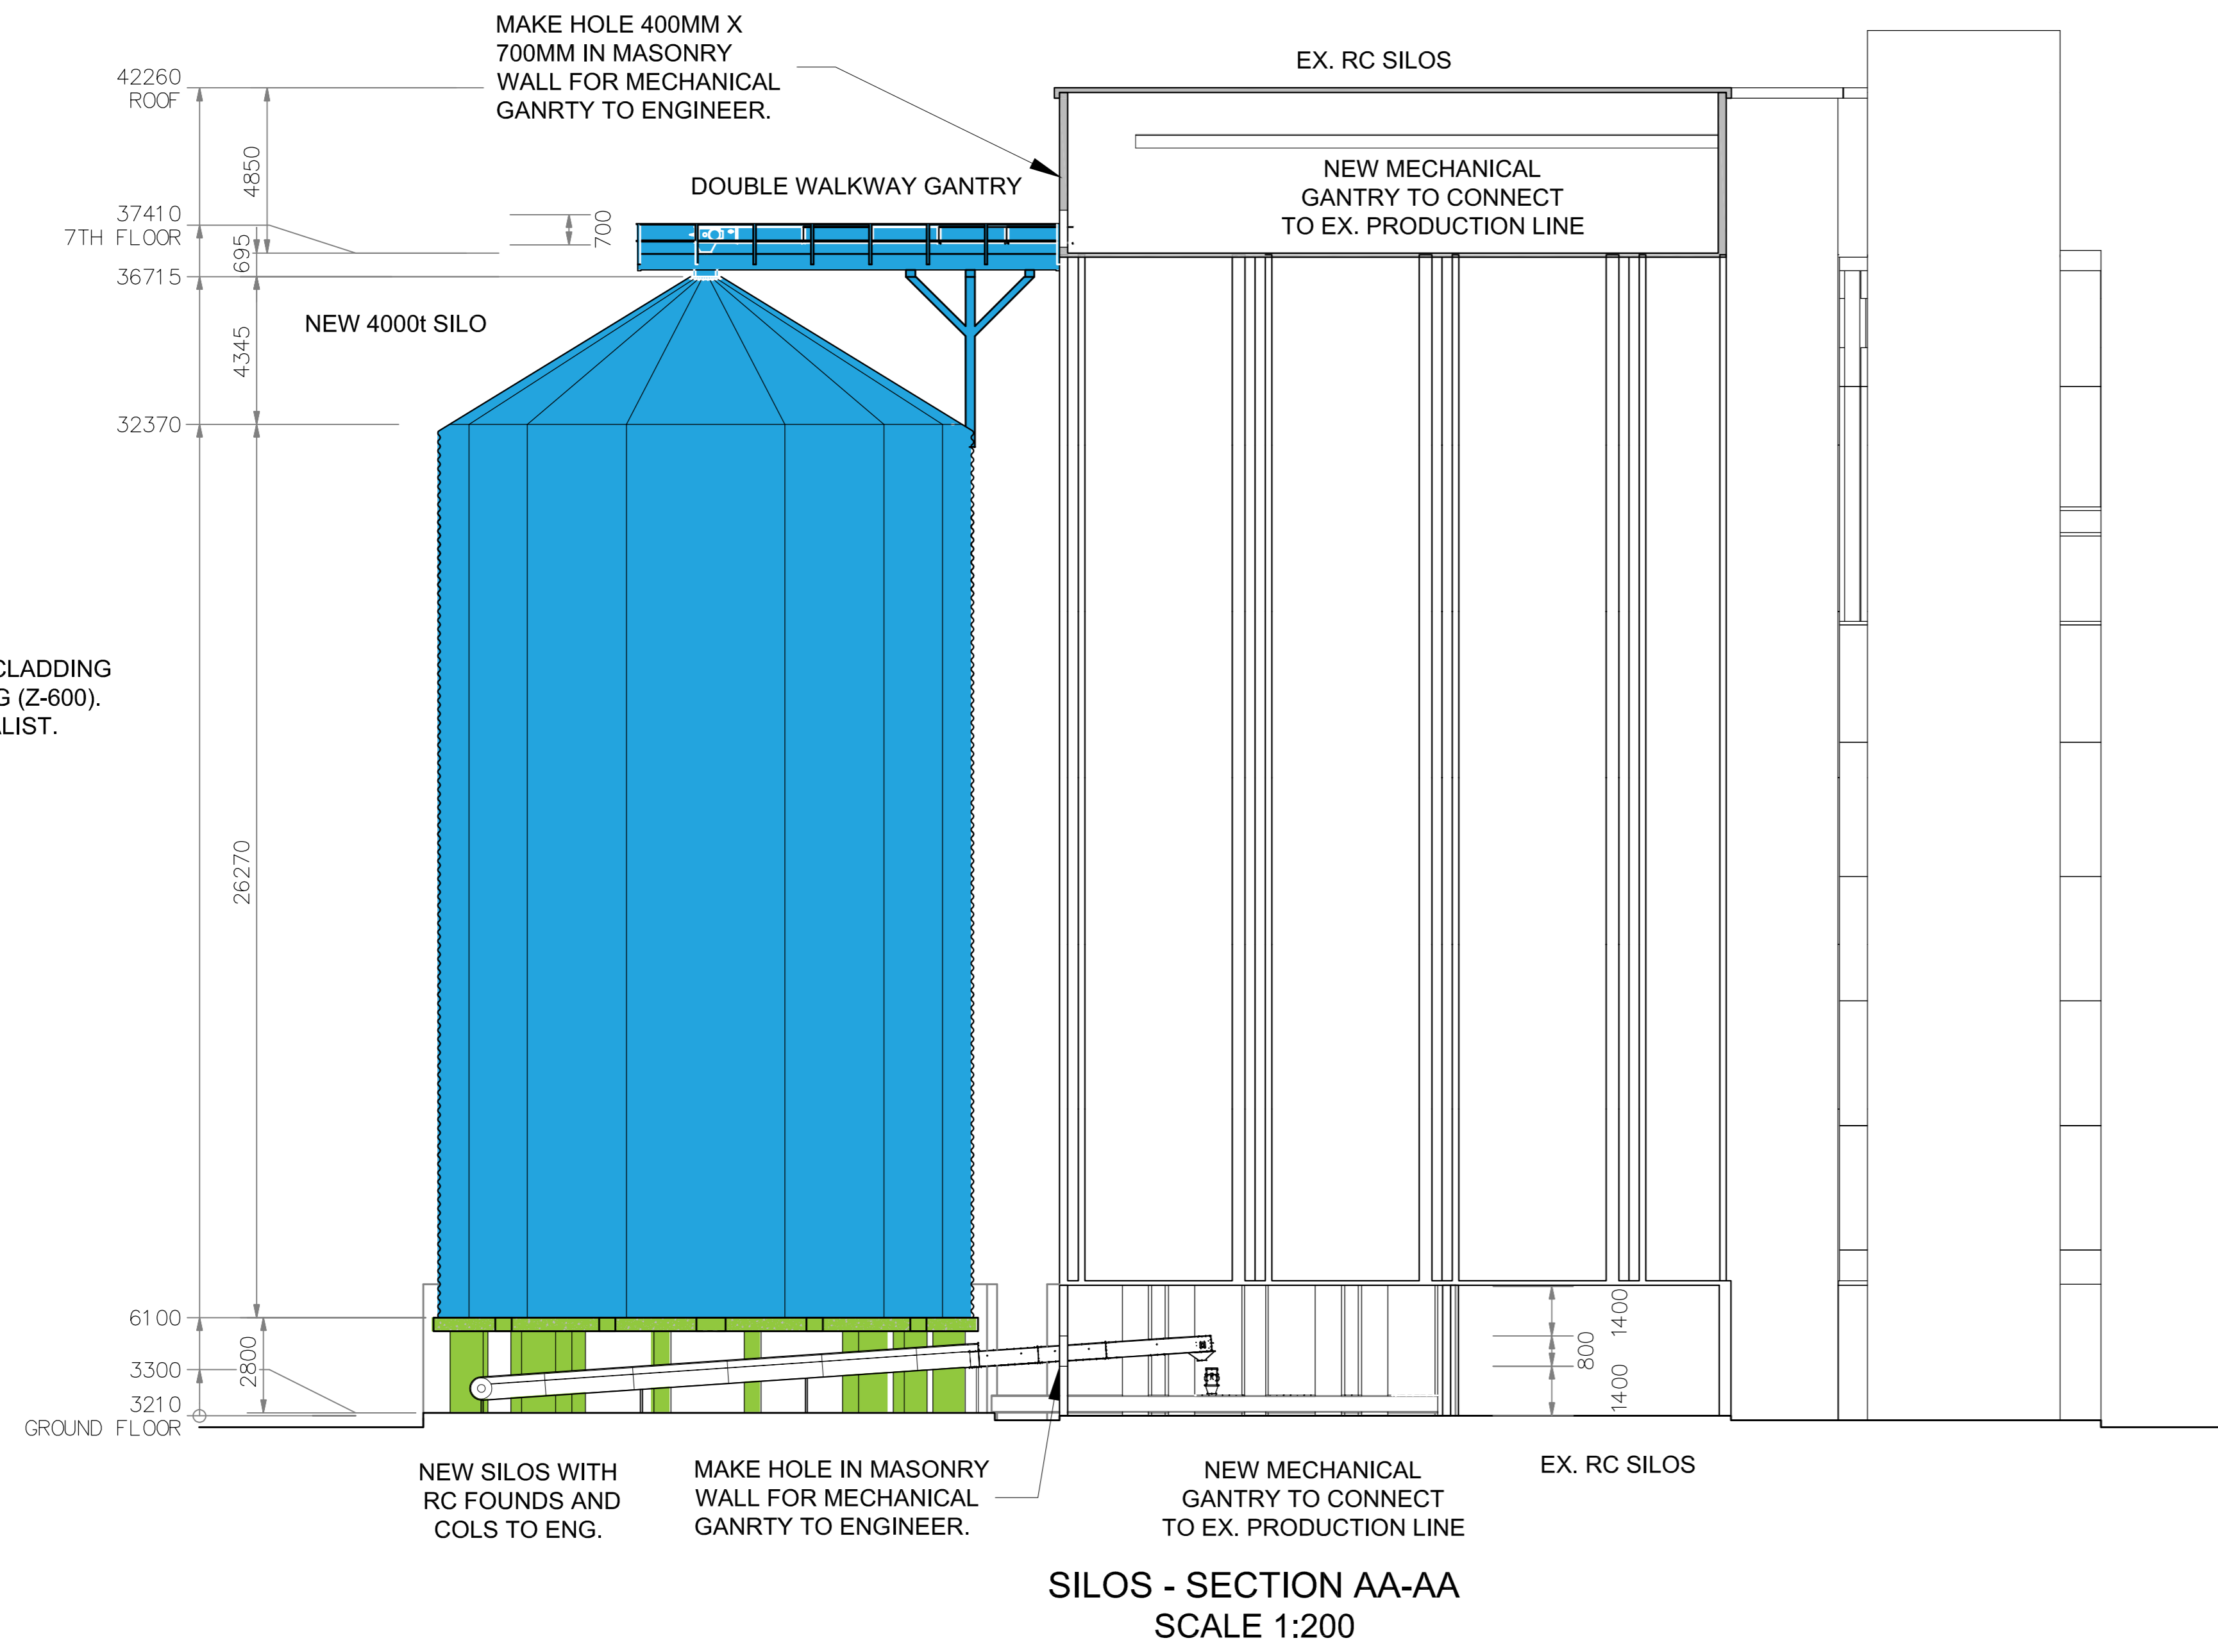 MAKE HOLE 400MM X
700MM IN MASONRY
WALL FOR MECHANICAL
GANRTY TO ENGINEER.
EX. RC SILOS
42260
ROOF
4850
DOUBLE WALKWAY GANTRY
NEW MECHANICAL
GANTRY TO CONNECT
TO EX. PRODUCTION LINE
37410
7TH FLOOR
700
695
36715
NEW 4000t SILO
4345
32370
CLADDING
G (Z-600).
ALIST.
26270
6100
2800
3300
3210
GROUND FLOOR
1400
800
1400
NEW SILOS WITH
RC FOUNDS AND
COLS TO ENG.
MAKE HOLE IN MASONRY
WALL FOR MECHANICAL
GANRTY TO ENGINEER.
NEW MECHANICAL
GANTRY TO CONNECT
TO EX. PRODUCTION LINE
EX. RC SILOS
SILOS - SECTION AA-AA
SCALE 1:200